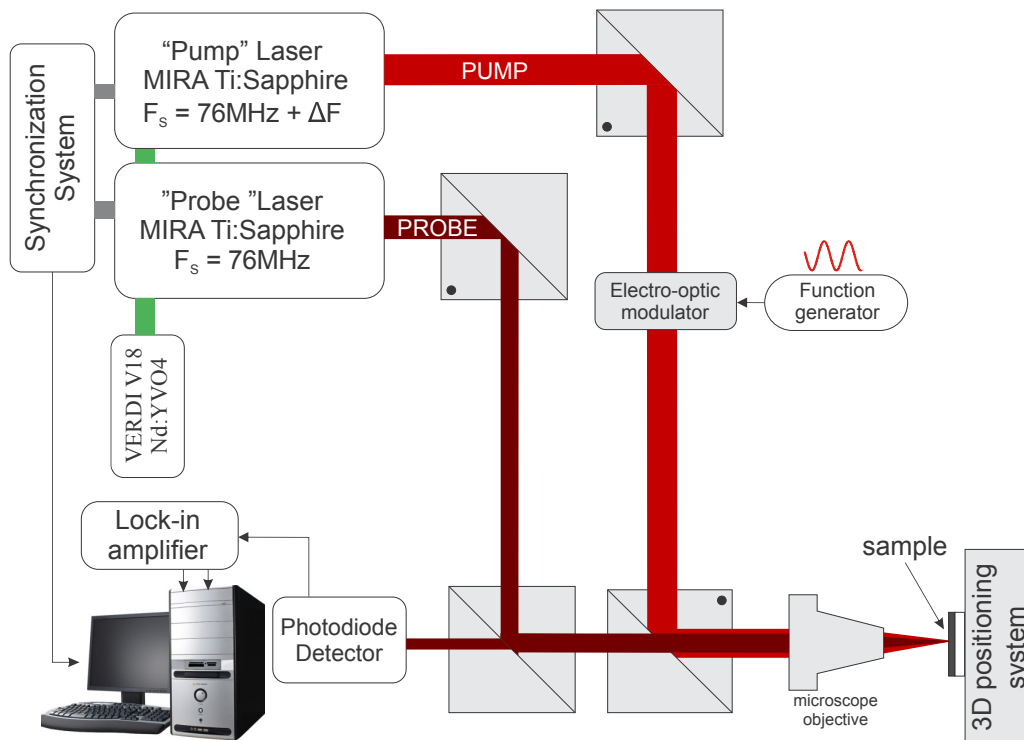 Synchronization
System
“Pump” Laser
MIRA Ti:Sapphire
Fs = 76MHz + ΔF
PUMP
”Probe ”Laser
MIRA Ti:Sapphire
Fs = 76MHz
PROBE
Electro-optic
modulator
Function
generator
VERDI V18
Nd:YVO4
Lock-in
amplifier
Photodiode
Detector
microscope
objective
sample
3D positioning
system